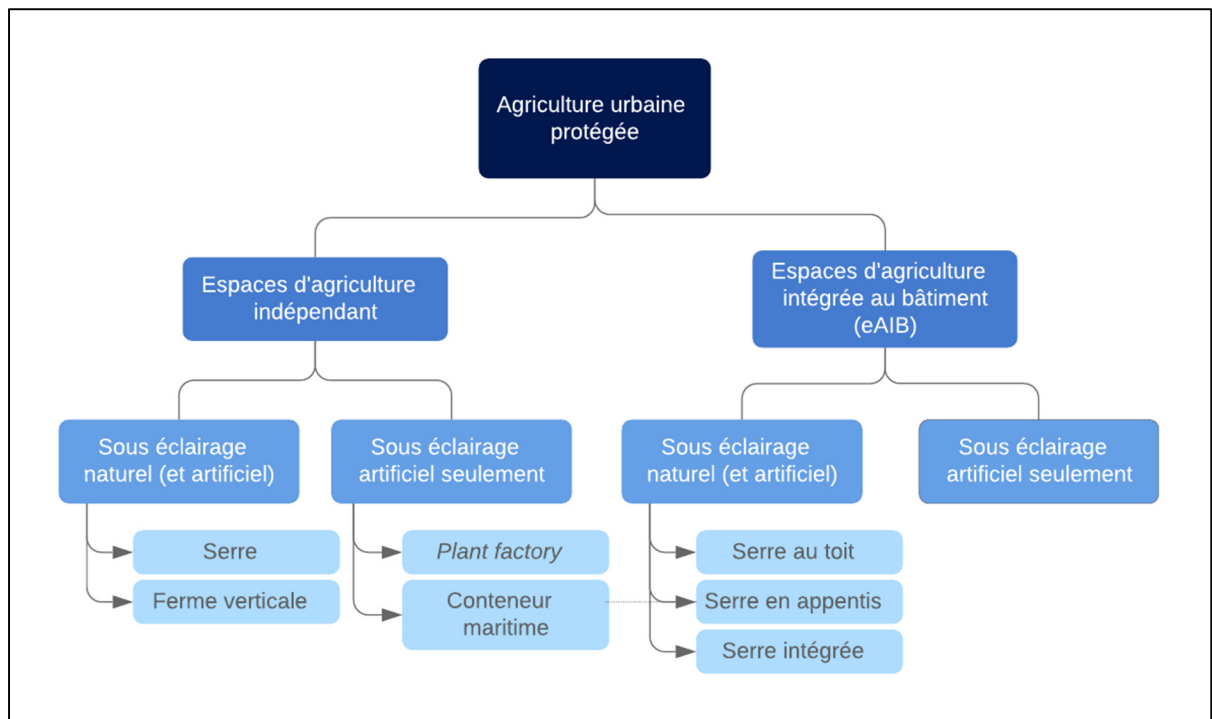 Agriculture urbaine
protégée
Espaces d'agriculture
indépendant
Espaces d'agriculture
intégrée au bâtiment
(eAIB)
Sous éclairage
naturel (et artificiel)
Sous éclairage
artificiel seulement
Sous éclairage
naturel (et artificiel)
Sous éclairage
artificiel seulement
Serre
Ferme verticale
Plant factory
Conteneur
maritime
Serre au toit
Serre en appentis
Serre intégrée